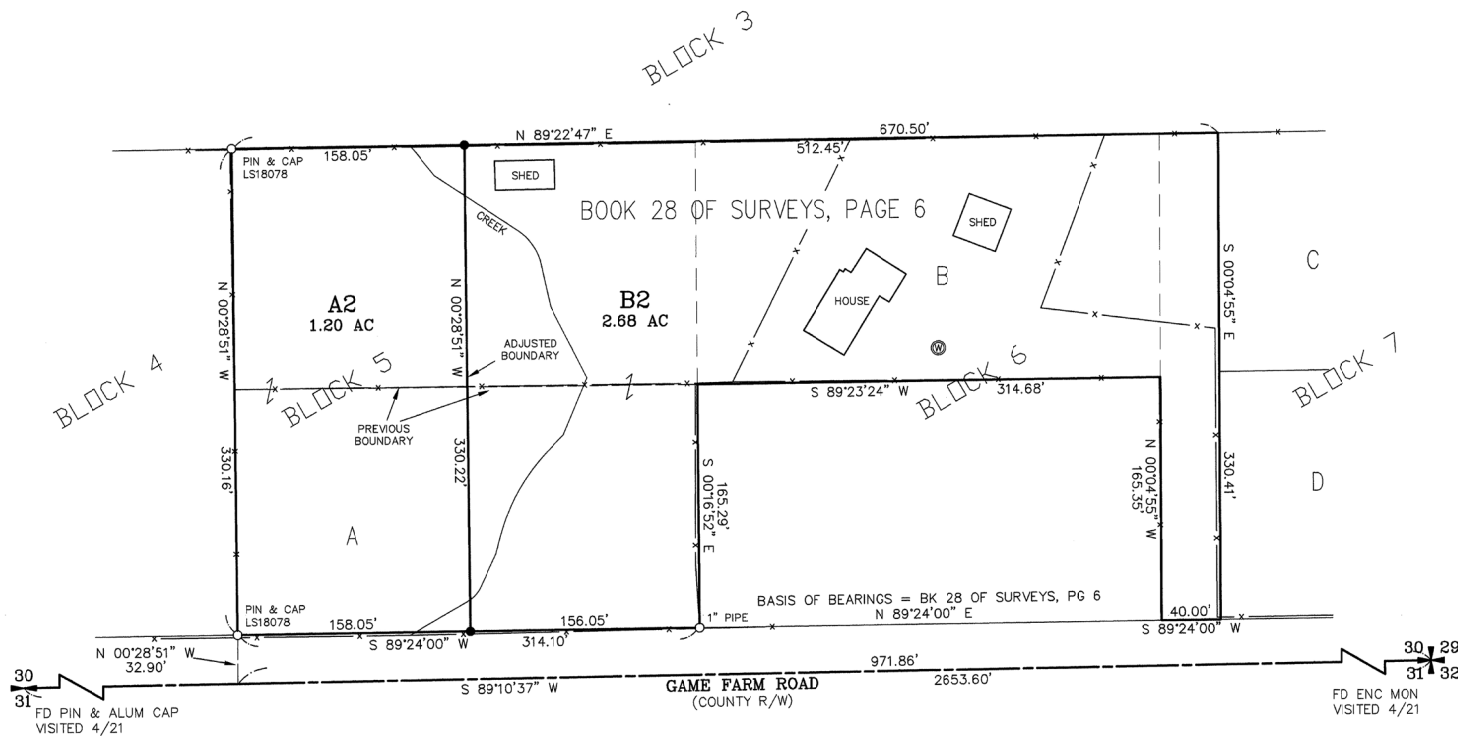 BLOCK 3
N 89°22'47" E
670.50'
158.05'
512.45'
PIN & CAP
LS18078
SHED
CREEK
BOOK 28 OF SURVEYS, PAGE 6
SHED
N 00°28'51" W
A2
1.20 AC
N 00°28'51" W
B2
2.68 AC
HOUSE
B
W
S 00°04'55" E
C
ADJUSTED
BOUNDARY
BLOCK 4
BLOCK 5
PREVIOUS
BOUNDARY
S 89°23'24" W
314.68'
BLOCK 6
BLOCK 7
330.16'
330.22'
165.29'
S 00°16'52" E
N 00°04'55" W
165.35'
330.41'
D
A
PIN & CAP
LS18078
158.05'
S 89°24'00" W
156.05'
314.10'
1" PIPE
BASIS OF BEARINGS = BK 28 OF SURVEYS, PG 6
N 89°24'00" E
40.00'
S 89°24'00" W
N 00°28'51" W
32.90'
971.86'
30
31
S 89°10'37" W
GAME FARM ROAD
(COUNTY R/W)
2653.60'
30 29
31 32
FD PIN & ALUM CAP
VISITED 4/21
FD ENC MON
VISITED 4/21